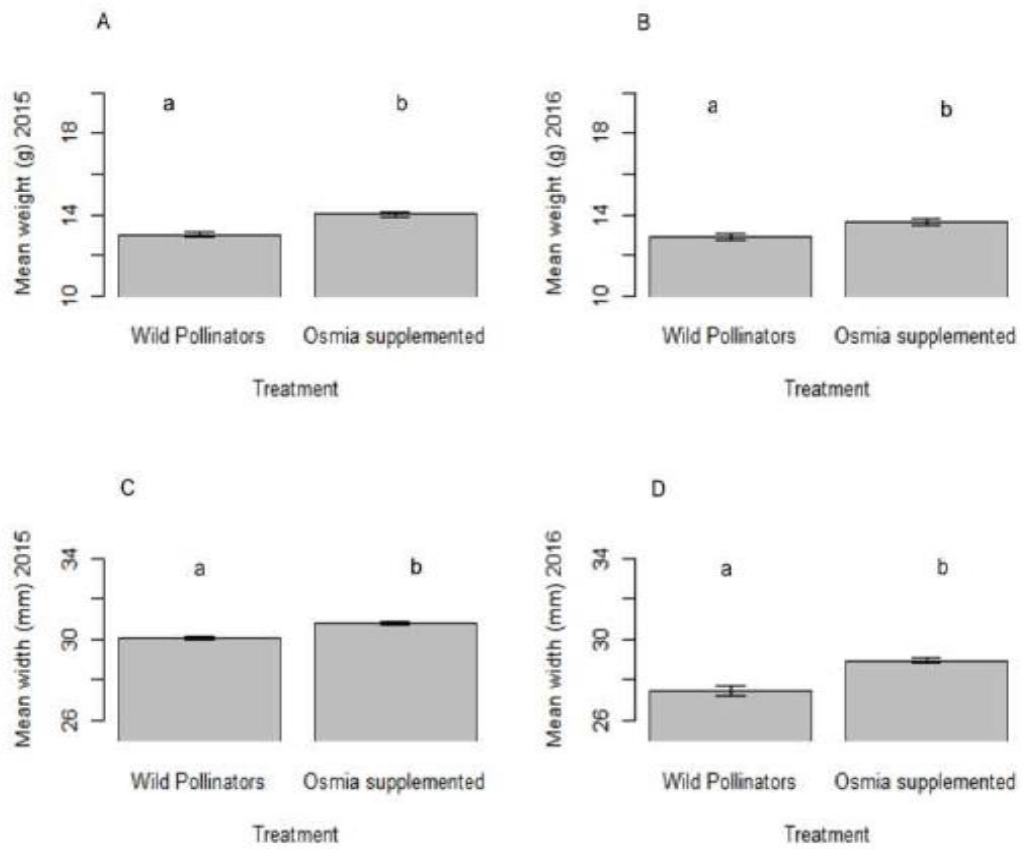 A
Mean weight (g) 2015
18
14
10
a
b
Wild Pollinators
Osmia supplemented
Treatment
B
Mean weight (g) 2016
18
14
10
a
b
Wild Pollinators
Osmia supplemented
Treatment
C
Mean width (mm) 2015
34
30
26
a
b
Wild Pollinators
Osmia supplemented
Treatment
D
Mean width (mm) 2016
34
30
26
a
b
Wild Pollinators
Osmia supplemented
Treatment